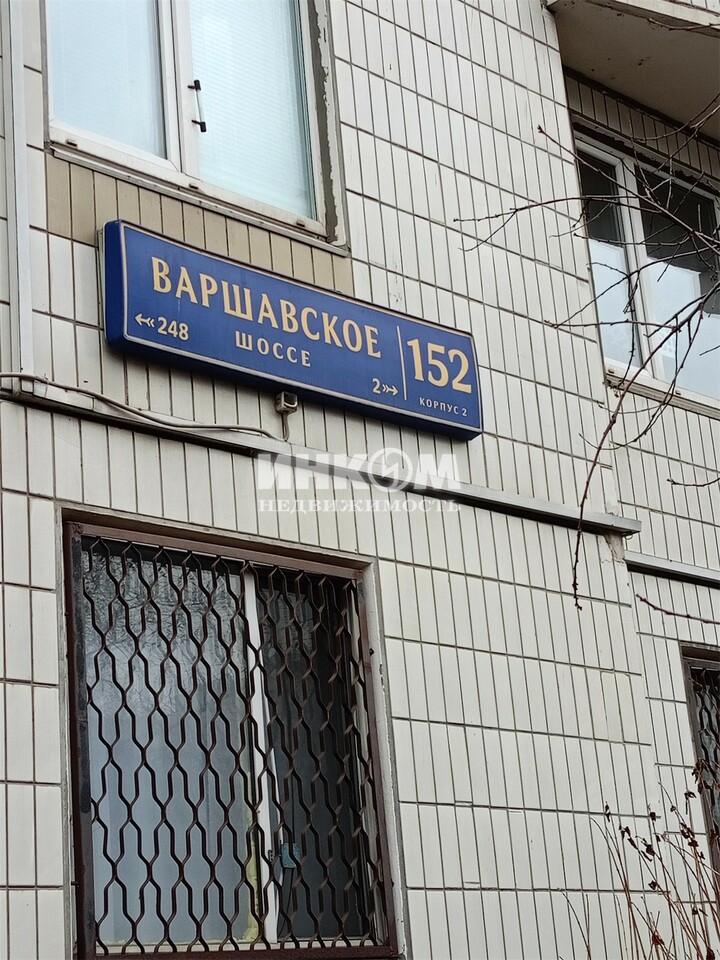 ВАРШАВСКОЕ
ШОССЕ
248
2
152
КОРПУС 2
ИНКОМ
НЕДВИЖИМОСТЬ